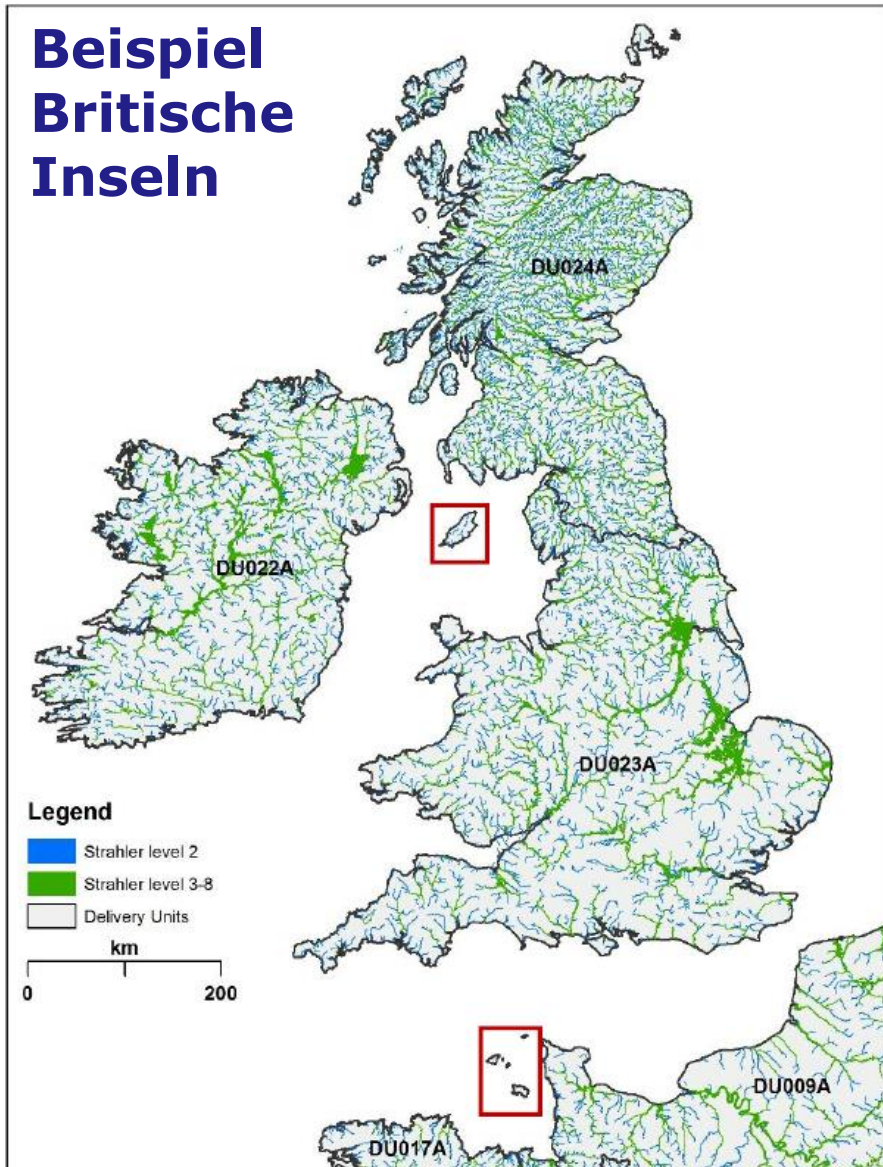 Beispiel
Britische
Inseln
DU024A
DU022A
DU023A
Legend
Strahler level 2
Strahler level 3-8
Delivery Units
km
0 200
DU009A
DU017A